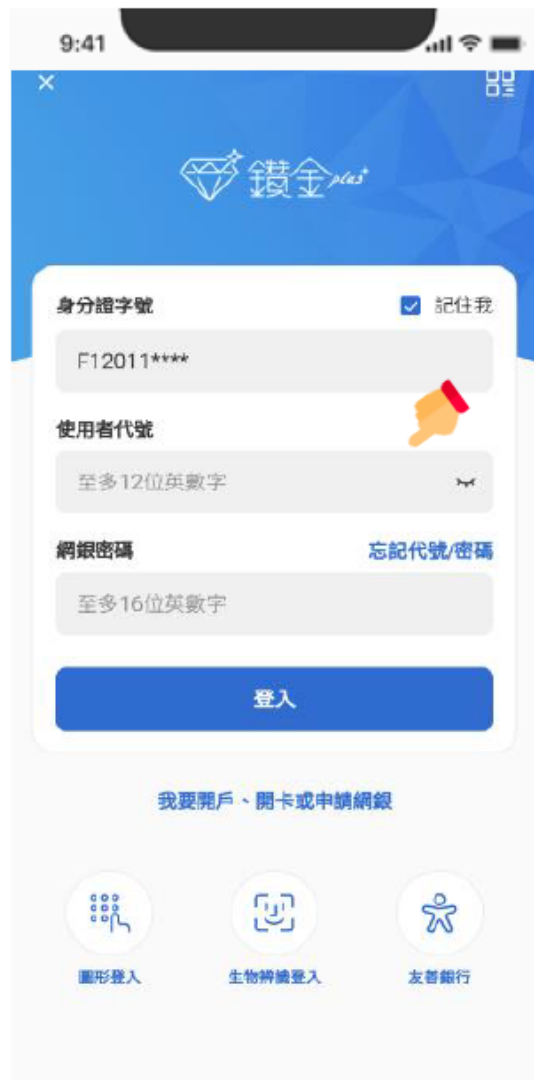 9:41
鑽金plus+
身分證字號 記住我
F12011****
使用者代號
至多12位英數字
網銀密碼 忘記代號/密碼
至多16位英數字
登入
我要開戶、開卡或申請網銀
圖形登入 生物辨識登入 友善銀行